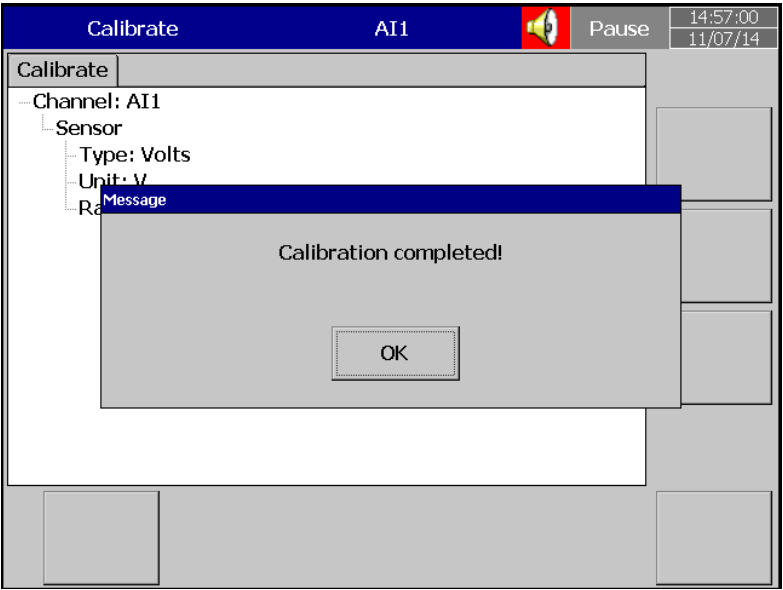 Calibrate AI1 Pause 14:57:00
11/07/14
Calibrate
Channel: AI1
Sensor
Type: Volts
Unit: V
Ra
Message
Calibration completed!
OK